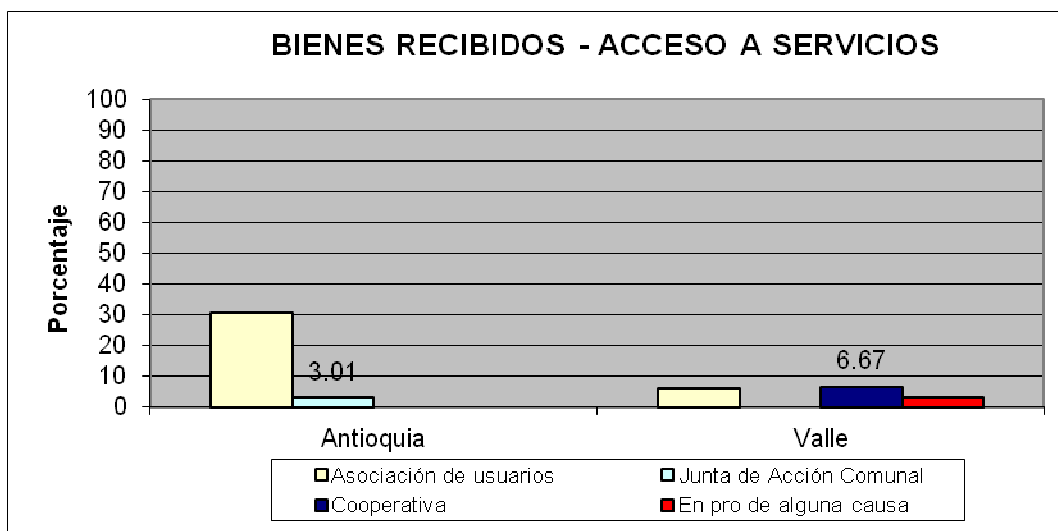 BIENES RECIBIDOS - ACCESO A SERVICIOS
Porcentaje
100
90
80
70
60
50
40
30
20
10
0
3.01
6.67
Antioquia
Valle
Asociación de usuarios
Junta de Acción Comunal
Cooperativa
En pro de alguna causa